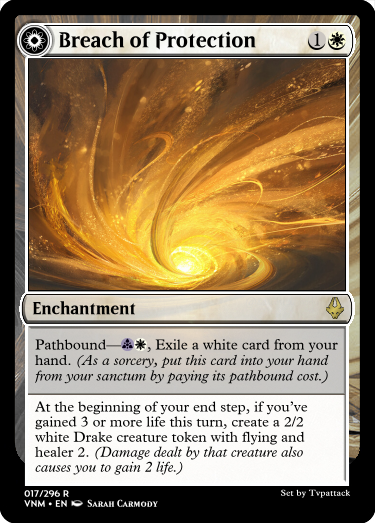 Breach of Protection 1
Enchantment
Pathbound—, Exile a white card from your
hand. (As a sorcery, put this card into your hand
from your sanctum by paying its pathbound cost.)
At the beginning of your end step, if you’ve
gained 3 or more life this turn, create a 2/2
white Drake creature token with flying and
healer 2. (Damage dealt by that creature also
causes you to gain 2 life.)
017/296 R
VNM • EN Sarah Carmody
Set by Tvpattack